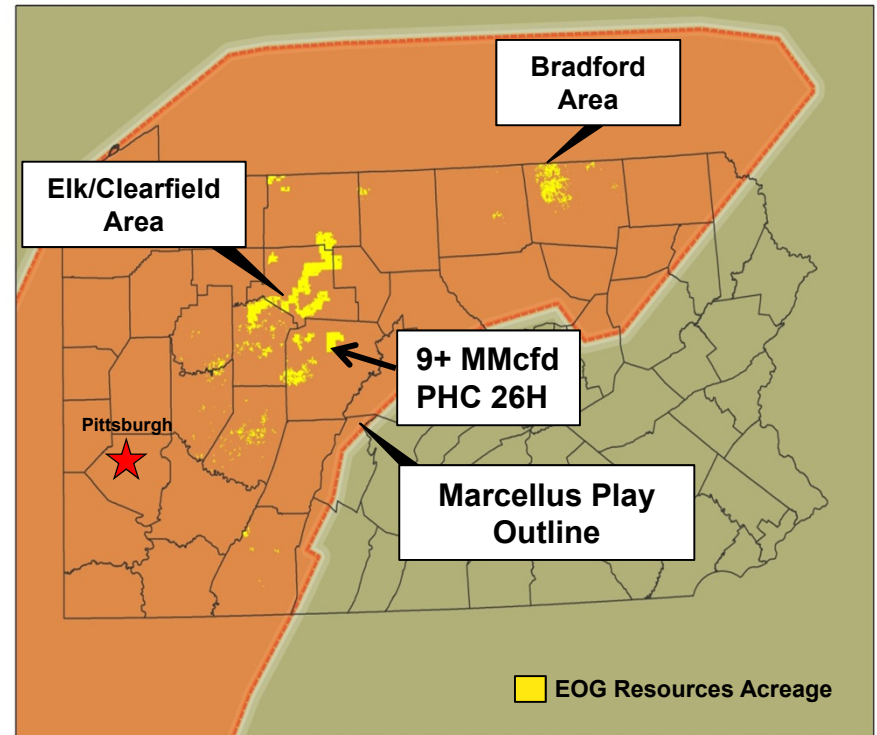 Bradford
Area
Elk/Clearfield
Area
9+ MMcfd
PHC 26H
Pittsburgh
Marcellus Play
Outline
EOG Resources Acreage